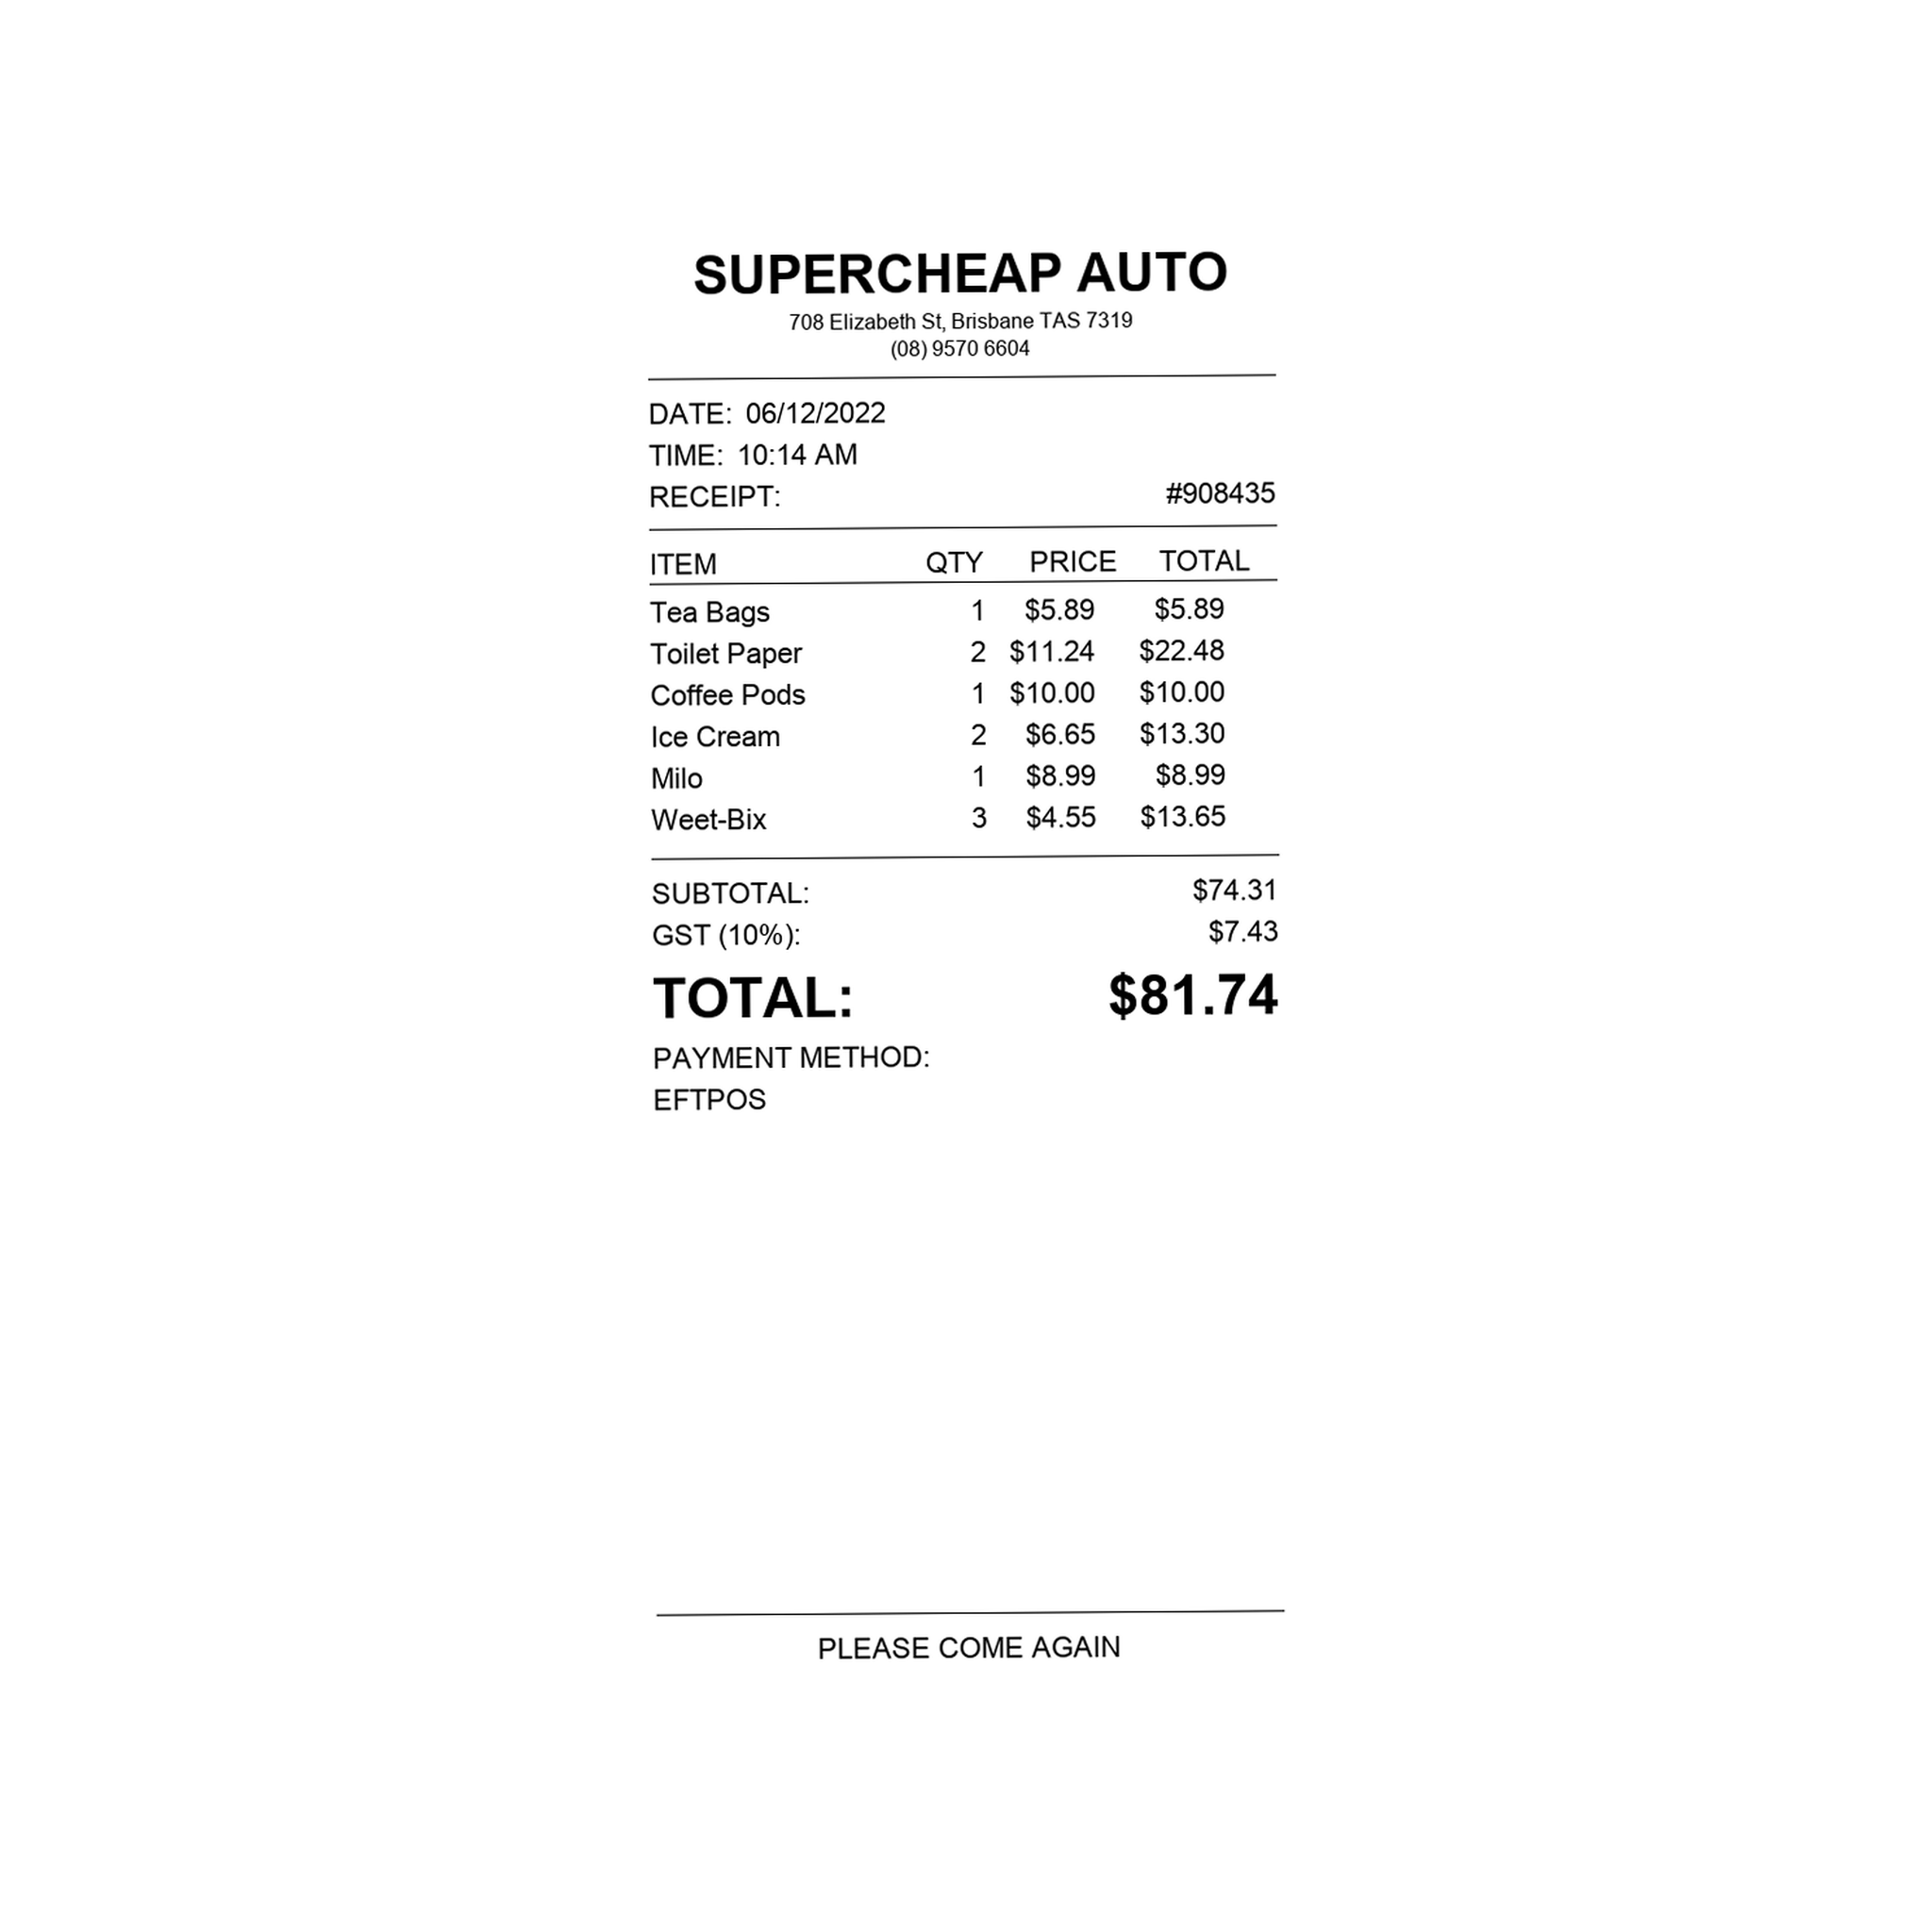 SUPERCHEAP AUTO
708 Elizabeth St, Brisbane TAS 7319
(08) 9570 6604
DATE: 06/12/2022
TIME: 10:14 AM
RECEIPT: #908435
ITEM QTY PRICE TOTAL
Tea Bags 1 $5.89 $5.89
Toilet Paper 2 $11.24 $22.48
Coffee Pods 1 $10.00 $10.00
Ice Cream 2 $6.65 $13.30
Milo 1 $8.99 $8.99
Weet-Bix 3 $4.55 $13.65
SUBTOTAL: $74.31
GST (10%): $7.43
TOTAL: $81.74
PAYMENT METHOD:
EFTPOS
PLEASE COME AGAIN